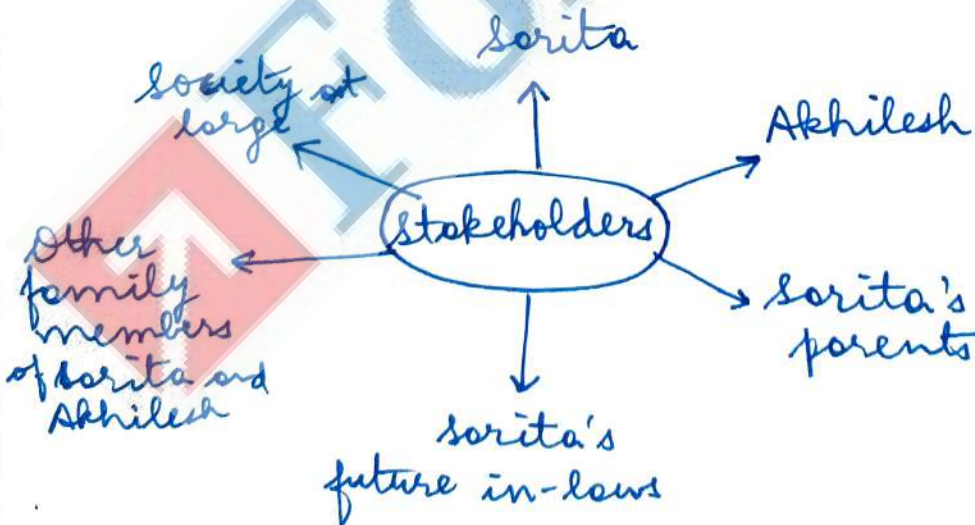 Sarita
Society at
large
Akhilesh
Stakeholders
Other
family
members
of Sarita and
Akhilesh
Sarita's
parents
Sarita's
future in-laws